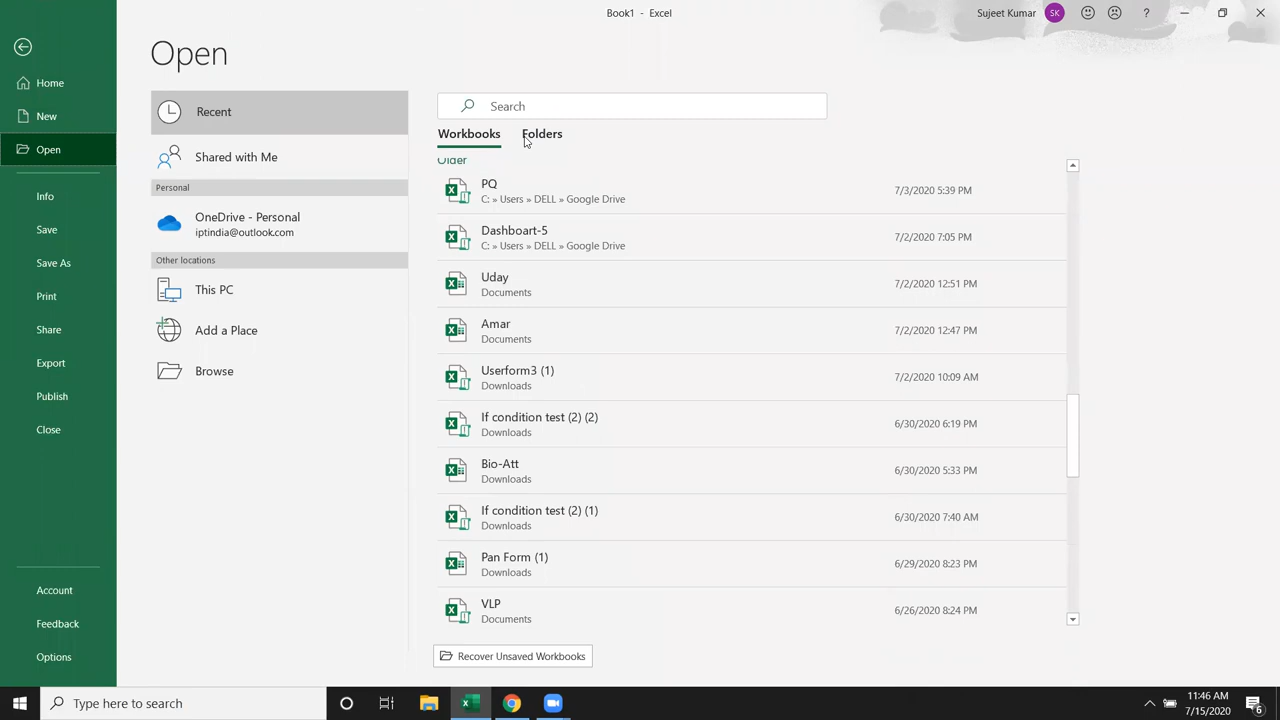 Book1 - Excel
Sujeet Kumar
SK
?
Open
Home
New
Open
Info
Save
Save As
Print
Share
Export
Publish
Close
Account
Feedback
Options
Recent
Shared with Me
Personal
OneDrive - Personal
iptindia@outlook.com
Other locations
This PC
Add a Place
Browse
Search
Workbooks Folders
Older
PQ
C: » Users » DELL » Google Drive
7/3/2020 5:39 PM
Dashboart-5
C: » Users » DELL » Google Drive
7/2/2020 7:05 PM
Uday
Documents
7/2/2020 12:51 PM
Amar
Documents
7/2/2020 12:47 PM
Userform3 (1)
Downloads
7/2/2020 10:09 AM
If condition test (2) (2)
Downloads
6/30/2020 6:19 PM
Bio-Att
Downloads
6/30/2020 5:33 PM
If condition test (2) (1)
Downloads
6/30/2020 7:40 AM
Pan Form (1)
Downloads
6/29/2020 8:23 PM
VLP
Documents
6/26/2020 8:24 PM
Recover Unsaved Workbooks
Type here to search
11:46 AM
7/15/2020
6